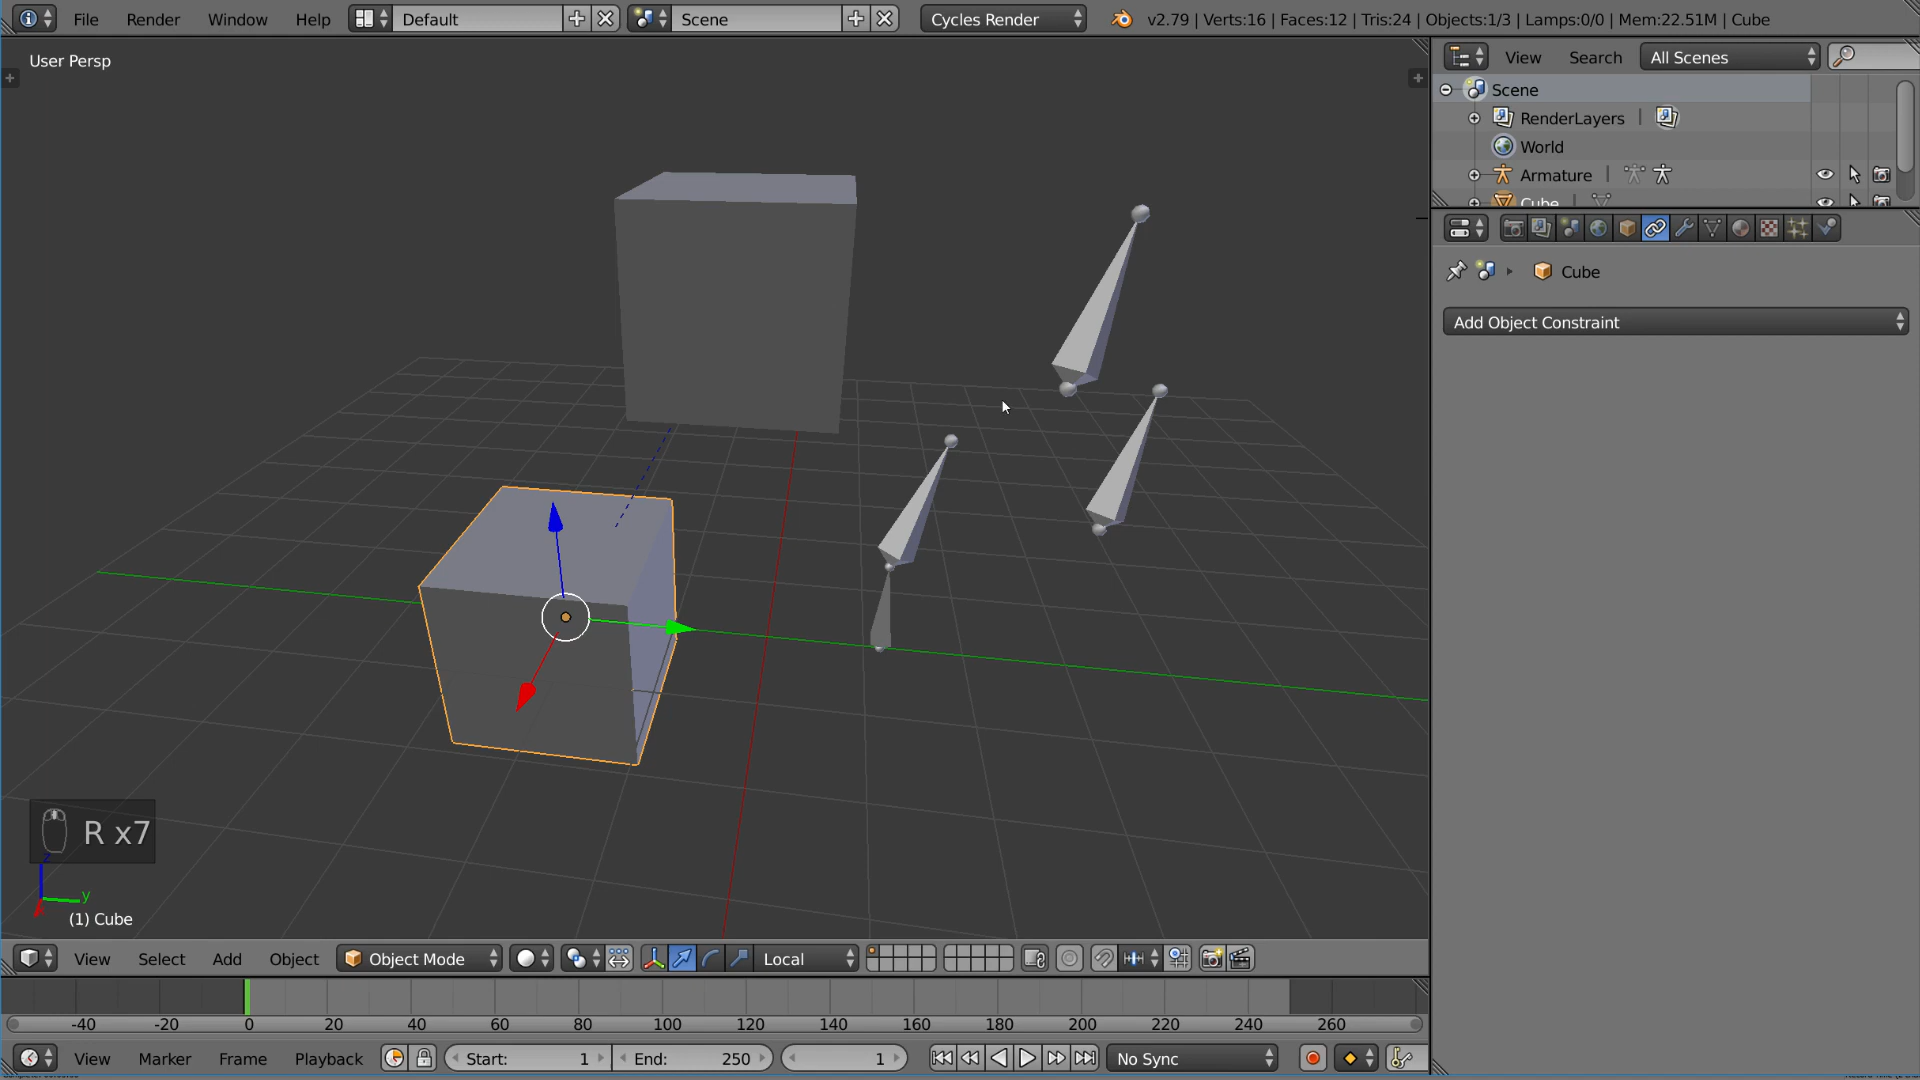 File Render Window Help Default Scene Cycles Render v2.79 | Verts:16 | Faces:12 | Tris:24 | Objects:1/3 | Lamps:0/0 | Mem:22.51M | Cube
User Persp
View Search All Scenes
Scene
RenderLayers
World
Armature
Cube
Cube
Add Object Constraint
R x7
z
y
(1) Cube
View Select Add Object Object Mode Local
-40 -20 0 20 40 60 80 100 120 140 160 180 200 220 240 260
View Marker Frame Playback Start: 1 End: 250 1 No Sync